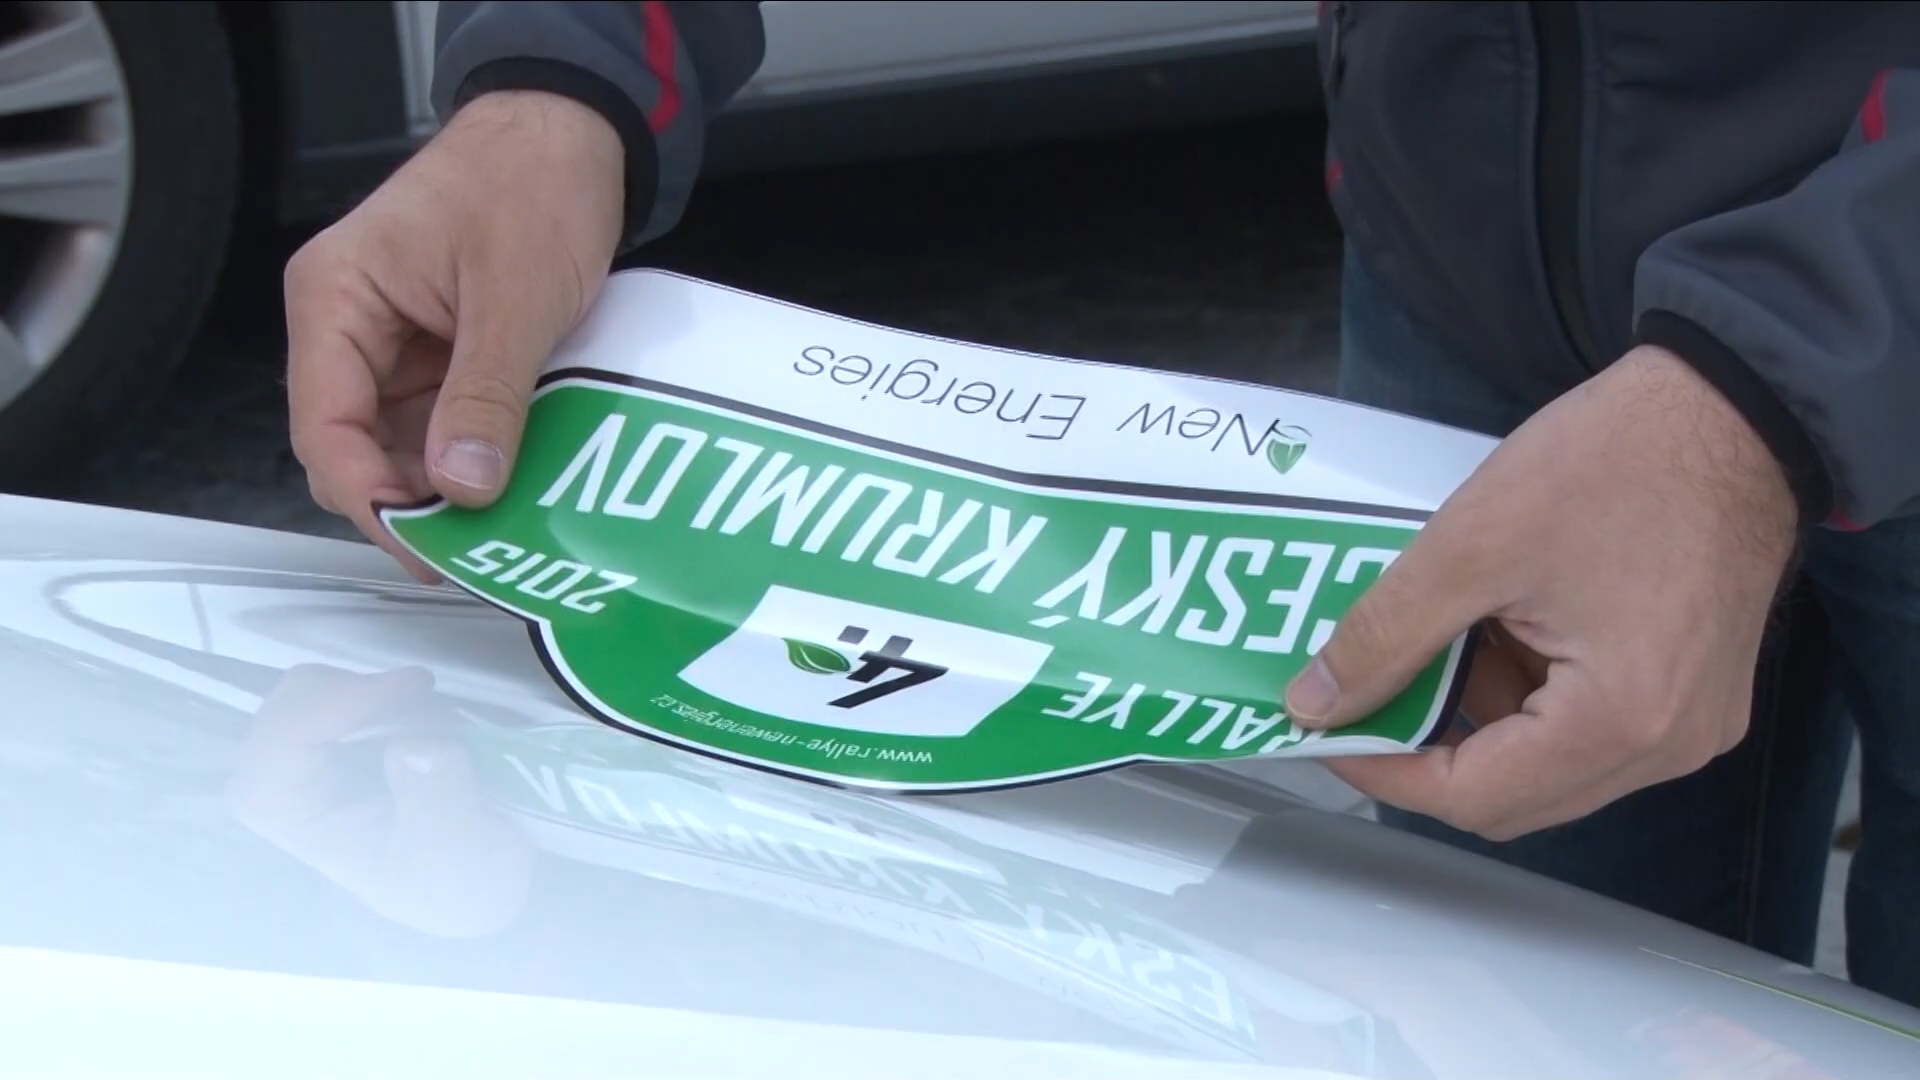 www.rallye-newenergies.cz
4.
RALLYE
2015
ČESKÝ KRUMLOV
New Energies